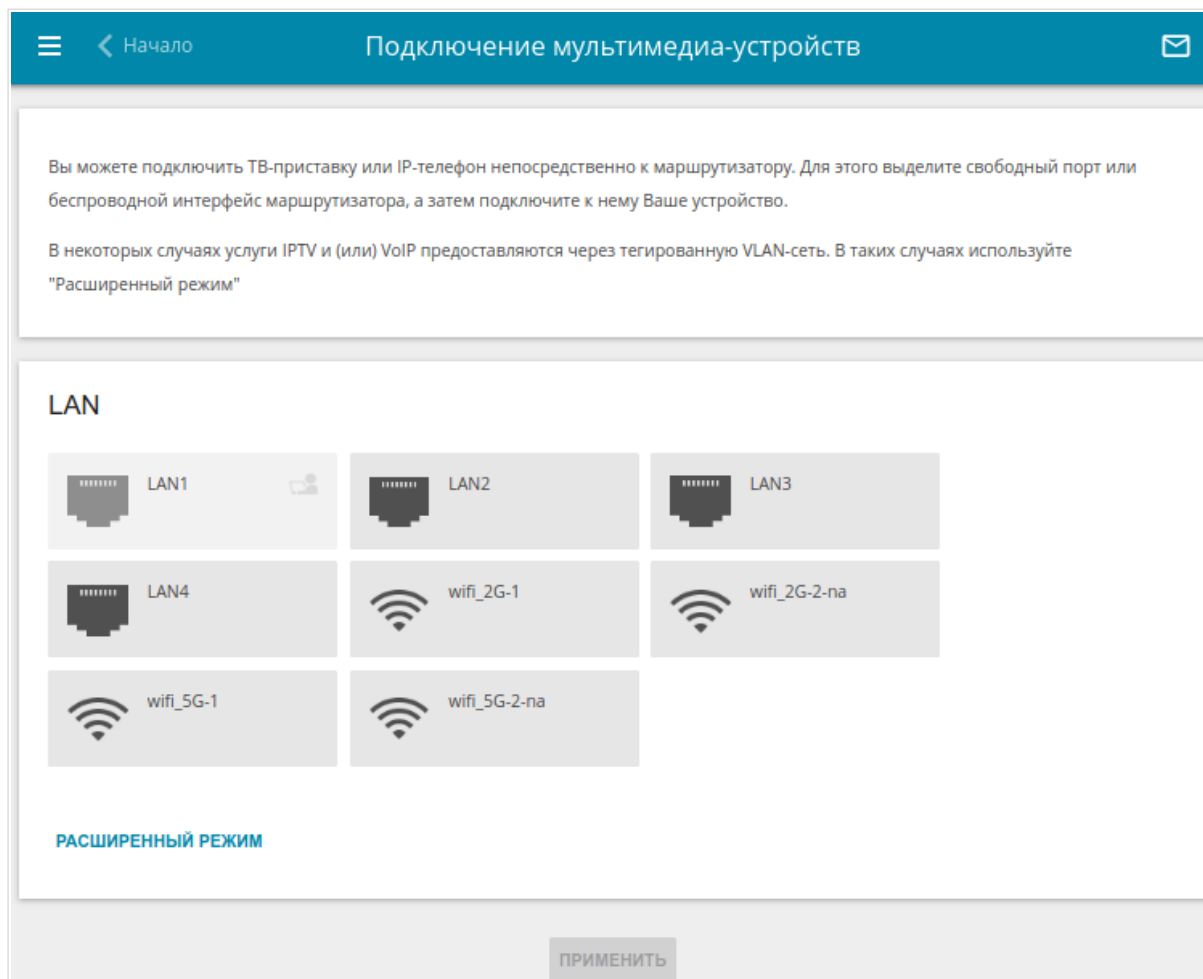 Начало
Подключение мультимедиа-устройств
Вы можете подключить ТВ-приставку или IP-телефон непосредственно к маршрутизатору. Для этого выделите свободный порт или
беспроводной интерфейс маршрутизатора, а затем подключите к нему Ваше устройство.
В некоторых случаях услуги IPTV и (или) VoIP предоставляются через тегированную VLAN-сеть. В таких случаях используйте
"Расширенный режим"
LAN
LAN1
LAN2
LAN3
LAN4
wifi_2G-1
wifi_2G-2-na
wifi_5G-1
wifi_5G-2-na
РАСШИРЕННЫЙ РЕЖИМ
ПРИМЕНИТЬ